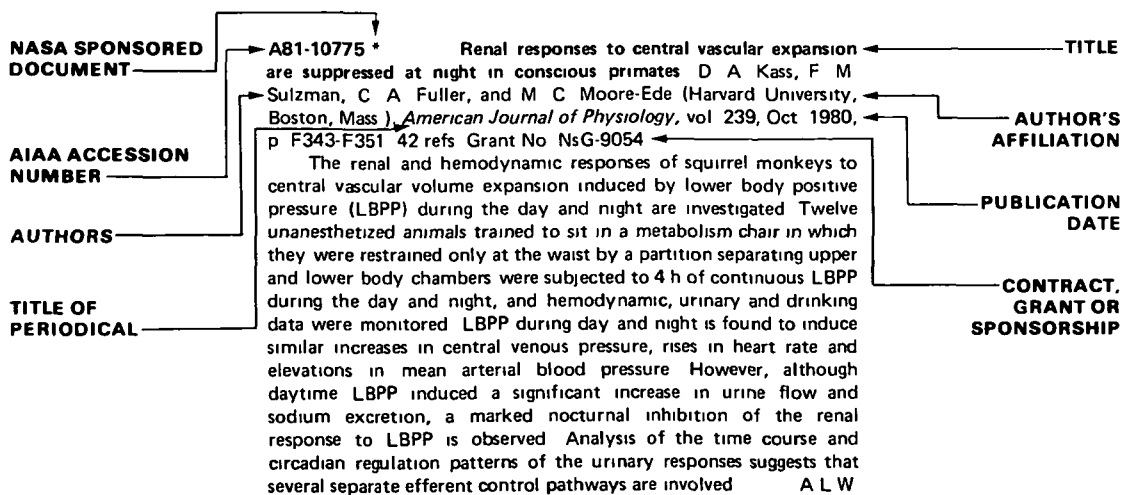 NASA SPONSORED
DOCUMENT
AIAA ACCESSION
NUMBER
AUTHORS
TITLE OF
PERIODICAL
A81-10775 * Renal responses to central vascular expansion
are suppressed at night in conscious primates D A Kass, F M
Sulzman, C A Fuller, and M C Moore-Ede (Harvard University,
Boston, Mass ), American Journal of Physiology, vol 239, Oct 1980,
p F343-F351 42 refs Grant No NsG-9054
The renal and hemodynamic responses of squirrel monkeys to
central vascular volume expansion induced by lower body positive
pressure (LBPP) during the day and night are investigated Twelve
unanesthetized animals trained to sit in a metabolism chair in which
they were restrained only at the waist by a partition separating upper
and lower body chambers were subjected to 4 h of continuous LBPP
during the day and night, and hemodynamic, urinary and drinking
data were monitored LBPP during day and night is found to induce
similar increases in central venous pressure, rises in heart rate and
elevations in mean arterial blood pressure However, although
daytime LBPP induced a significant increase in urine flow and
sodium excretion, a marked nocturnal inhibition of the renal
response to LBPP is observed Analysis of the time course and
circadian regulation patterns of the urinary responses suggests that
several separate efferent control pathways are involved A L W
TITLE
AUTHOR'S
AFFILIATION
PUBLICATION
DATE
CONTRACT,
GRANT OR
SPONSORSHIP